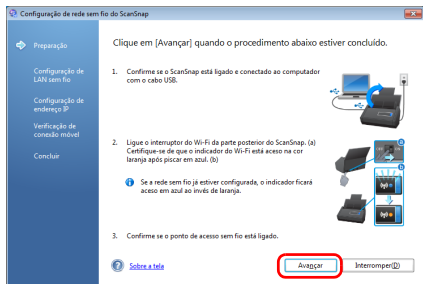 Configuração de rede sem fio do ScanSnap
Preparação
Configuração de
LAN sem fio
Configuração de
endereço IP
Verificação de
conexão móvel
Concluir
Clique em [Avançar] quando o procedimento abaixo estiver concluído.
1. Confirme se o ScanSnap está ligado e conectado ao computador
com o cabo USB.
2. Ligue o interruptor do Wi-Fi da parte posterior do ScanSnap. (a)
Certifique-se de que o indicador do Wi-Fi está aceso na cor
laranja após piscar em azul. (b)
Se a rede sem fio já estiver configurada, o indicador ficará
aceso em azul ao invés de laranja.
3. Confirme se o ponto de acesso sem fio está ligado.
a
b
Sobre a tela
Avançar
Interromper(D)